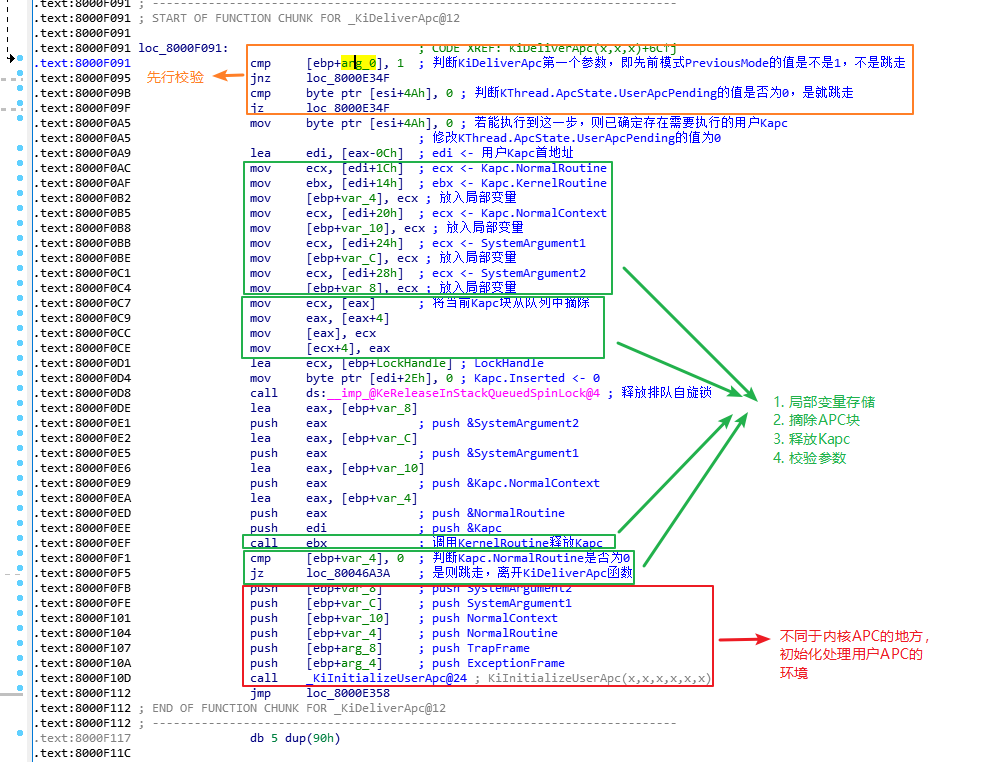 .text:8000F091 ; ---------------------------------------------------------------------------
.text:8000F091 ; START OF FUNCTION CHUNK FOR _KiDeliverApc@12
.text:8000F091
.text:8000F091 loc_8000F091: ; CODE XREF: KiDeliverApc(x,x,x)+6C↑j
.text:8000F091 cmp [ebp+arg_0], 1 ; 判断KiDeliverApc第一个参数，即先前模式PreviousMode的值是不是1，不是跳走
.text:8000F095 jnz loc_8000E34F
.text:8000F09B cmp byte ptr [esi+4Ah], 0 ; 判断KThread.ApcState.UserApcPending的值是否为0，是就跳走
.text:8000F09F jz loc_8000E34F
先行校验
.text:8000F0A5 mov byte ptr [esi+4Ah], 0 ; 若能执行到这一步，则已确定存在需要执行的用户Kapc
.text:8000F0A5 ; 修改KThread.ApcState.UserApcPending的值为0
.text:8000F0A9 lea edi, [eax-0Ch] ; edi <- 用户Kapc首地址
.text:8000F0AC mov ecx, [edi+1Ch] ; ecx <- Kapc.NormalRoutine
.text:8000F0AF mov ebx, [edi+14h] ; ebx <- Kapc.KernelRoutine
.text:8000F0B2 mov [ebp+var_4], ecx ; 放入局部变量
.text:8000F0B5 mov ecx, [edi+20h] ; ecx <- Kapc.NormalContext
.text:8000F0B8 mov [ebp+var_10], ecx ; 放入局部变量
.text:8000F0BB mov ecx, [edi+24h] ; ecx <- SystemArgument1
.text:8000F0BE mov [ebp+var_C], ecx ; 放入局部变量
.text:8000F0C1 mov ecx, [edi+28h] ; ecx <- SystemArgument2
.text:8000F0C4 mov [ebp+var_8], ecx ; 放入局部变量
.text:8000F0C7 mov ecx, [eax] ; 将当前Kapc块从队列中摘除
.text:8000F0C9 mov eax, [eax+4]
.text:8000F0CC mov [eax], ecx
.text:8000F0CE mov [ecx+4], eax
.text:8000F0D1 lea ecx, [ebp+LockHandle] ; LockHandle
.text:8000F0D4 mov byte ptr [edi+2Eh], 0 ; Kapc.Inserted <- 0
.text:8000F0D8 call ds:__imp_@KeReleaseInStackQueuedSpinLock@4 ; 释放排队自旋锁
.text:8000F0DE lea eax, [ebp+var_8]
.text:8000F0E1 push eax ; push &SystemArgument2
.text:8000F0E2 lea eax, [ebp+var_C]
.text:8000F0E5 push eax ; push &SystemArgument1
.text:8000F0E6 lea eax, [ebp+var_10]
.text:8000F0E9 push eax ; push &Kapc.NormalContext
.text:8000F0EA lea eax, [ebp+var_4]
.text:8000F0ED push eax ; push &NormalRoutine
.text:8000F0EE push edi ; push &Kapc
.text:8000F0EF call ebx ; 调用KernelRoutine释放Kapc
.text:8000F0F1 cmp [ebp+var_4], 0 ; 判断Kapc.NormalRoutine是否为0
.text:8000F0F5 jz loc_80046A3A ; 是则跳走，离开KiDeliverApc函数
1. 局部变量存储
2. 摘除APC块
3. 释放Kapc
4. 校验参数
.text:8000F0FB push [ebp+var_8] ; push SystemArgument2
.text:8000F0FE push [ebp+var_C] ; push SystemArgument1
.text:8000F101 push [ebp+var_10] ; push NormalContext
.text:8000F104 push [ebp+var_4] ; push NormalRoutine
.text:8000F107 push [ebp+arg_8] ; push TrapFrame
.text:8000F10A push [ebp+arg_4] ; push ExceptionFrame
.text:8000F10D call _KiInitializeUserApc@24 ; KiInitializeUserApc(x,x,x,x,x,x)
不同于内核APC的地方，
初始化处理用户APC的
环境
.text:8000F112 jmp loc_8000E358
.text:8000F112 ; END OF FUNCTION CHUNK FOR _KiDeliverApc@12
.text:8000F112 ; ---------------------------------------------------------------------------
.text:8000F117 db 5 dup(90h)
.text:8000F11C